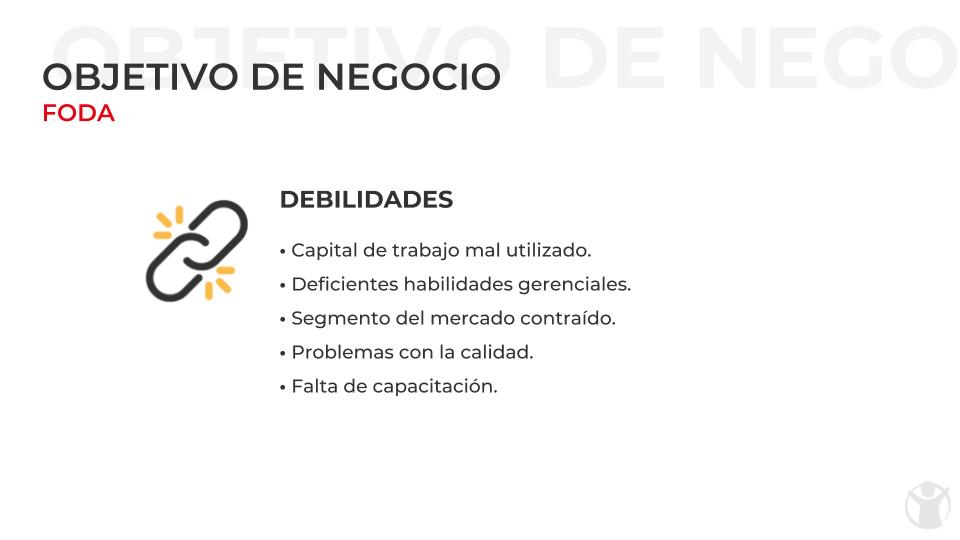 OBJETIVO DE NEGO
OBJETIVO DE NEGOCIO
FODA
DEBILIDADES
• Capital de trabajo mal utilizado.
• Deficientes habilidades gerenciales.
• Segmento del mercado contraído.
• Problemas con la calidad.
• Falta de capacitación.